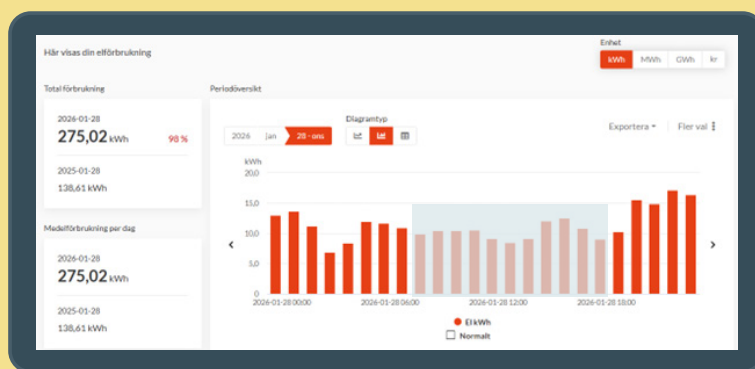 Här visas din elförbrukning
Enhet
kWh MWh GWh kr
Total förbrukning
2026-01-28
275,02 kWh 98 %
2025-01-28
138,61 kWh
Medelförbrukning per dag
2026-01-28
275,02 kWh
2025-01-28
138,61 kWh
Periodöversikt
Diagramtyp
2026 jan 28 - ons
Exportera Fler val
kWh
20,0
15,0
10,0
5,0
0
2026-01-28 00:00 2026-01-28 06:00 2026-01-28 12:00 2026-01-28 18:00
El kWh
Normalt